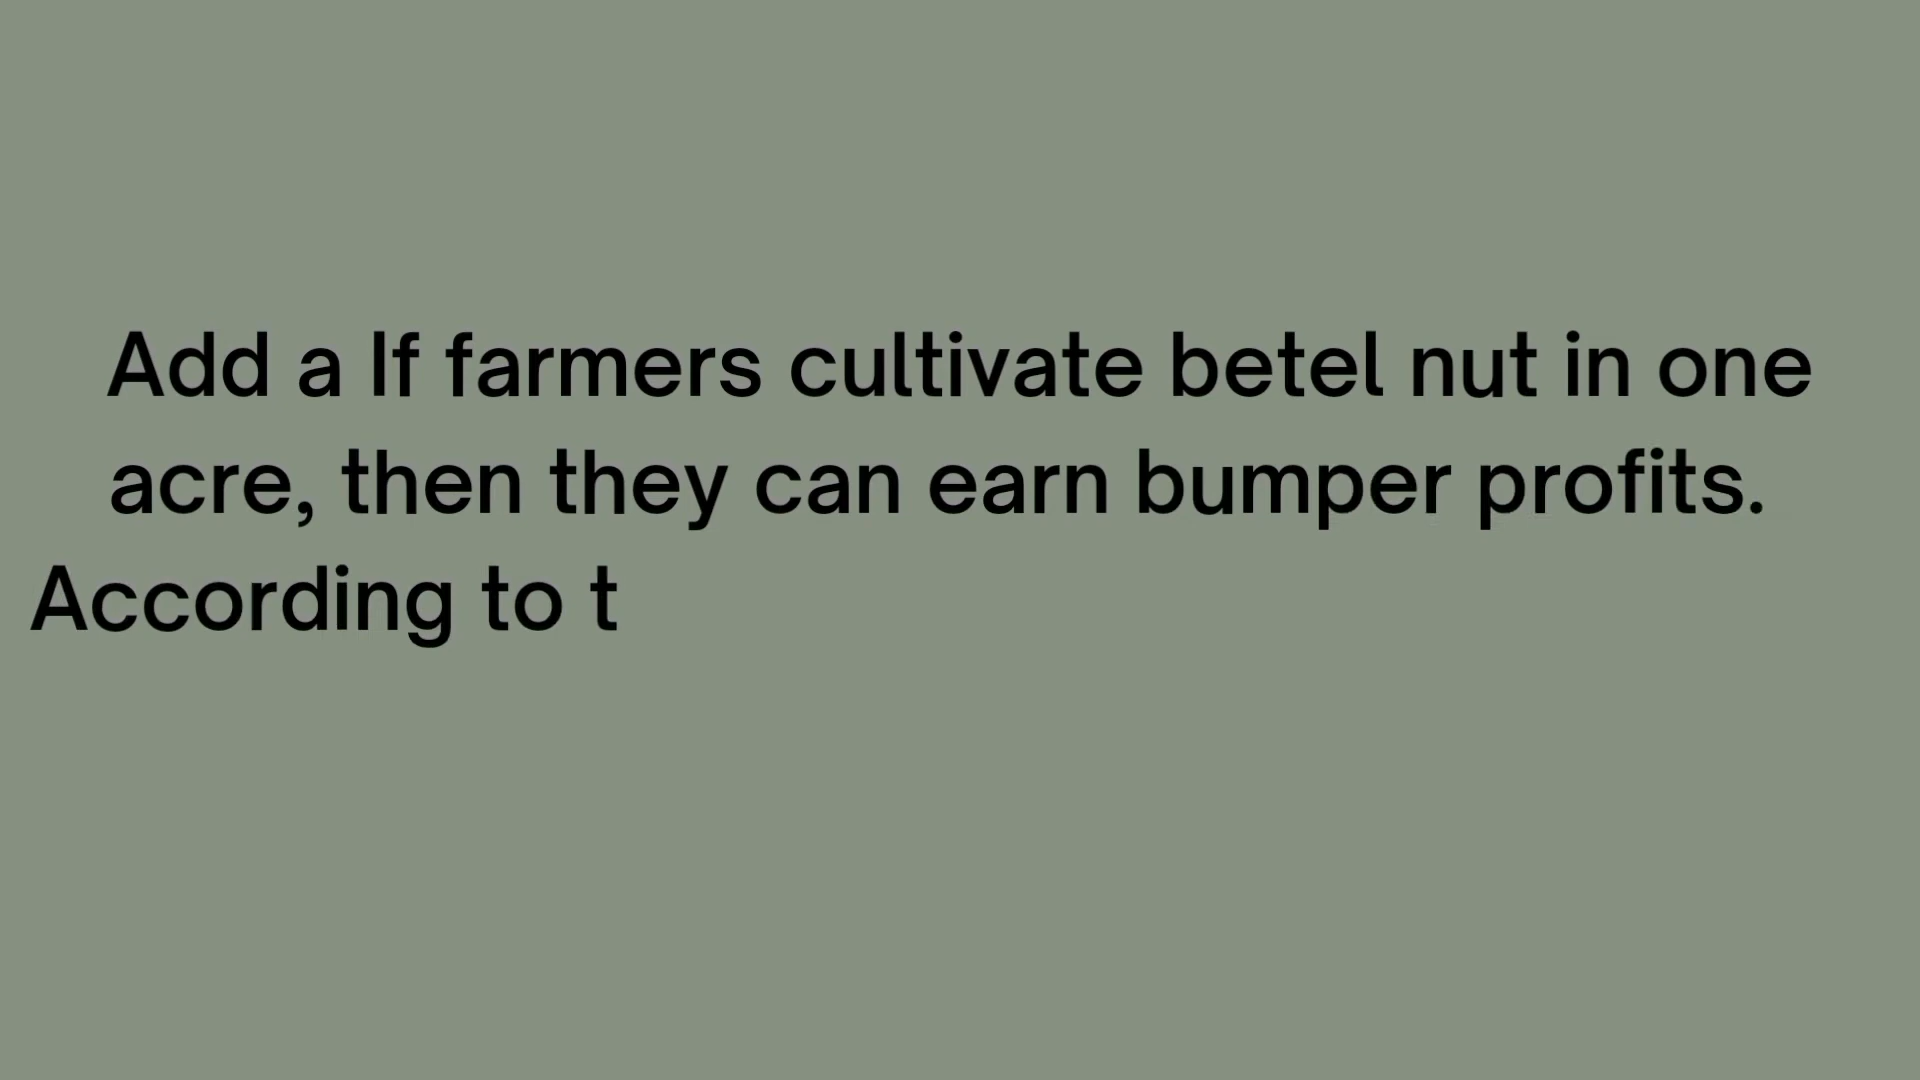 Add a If farmers cultivate betel nut in one
acre, then they can earn bumper profits.
According to t